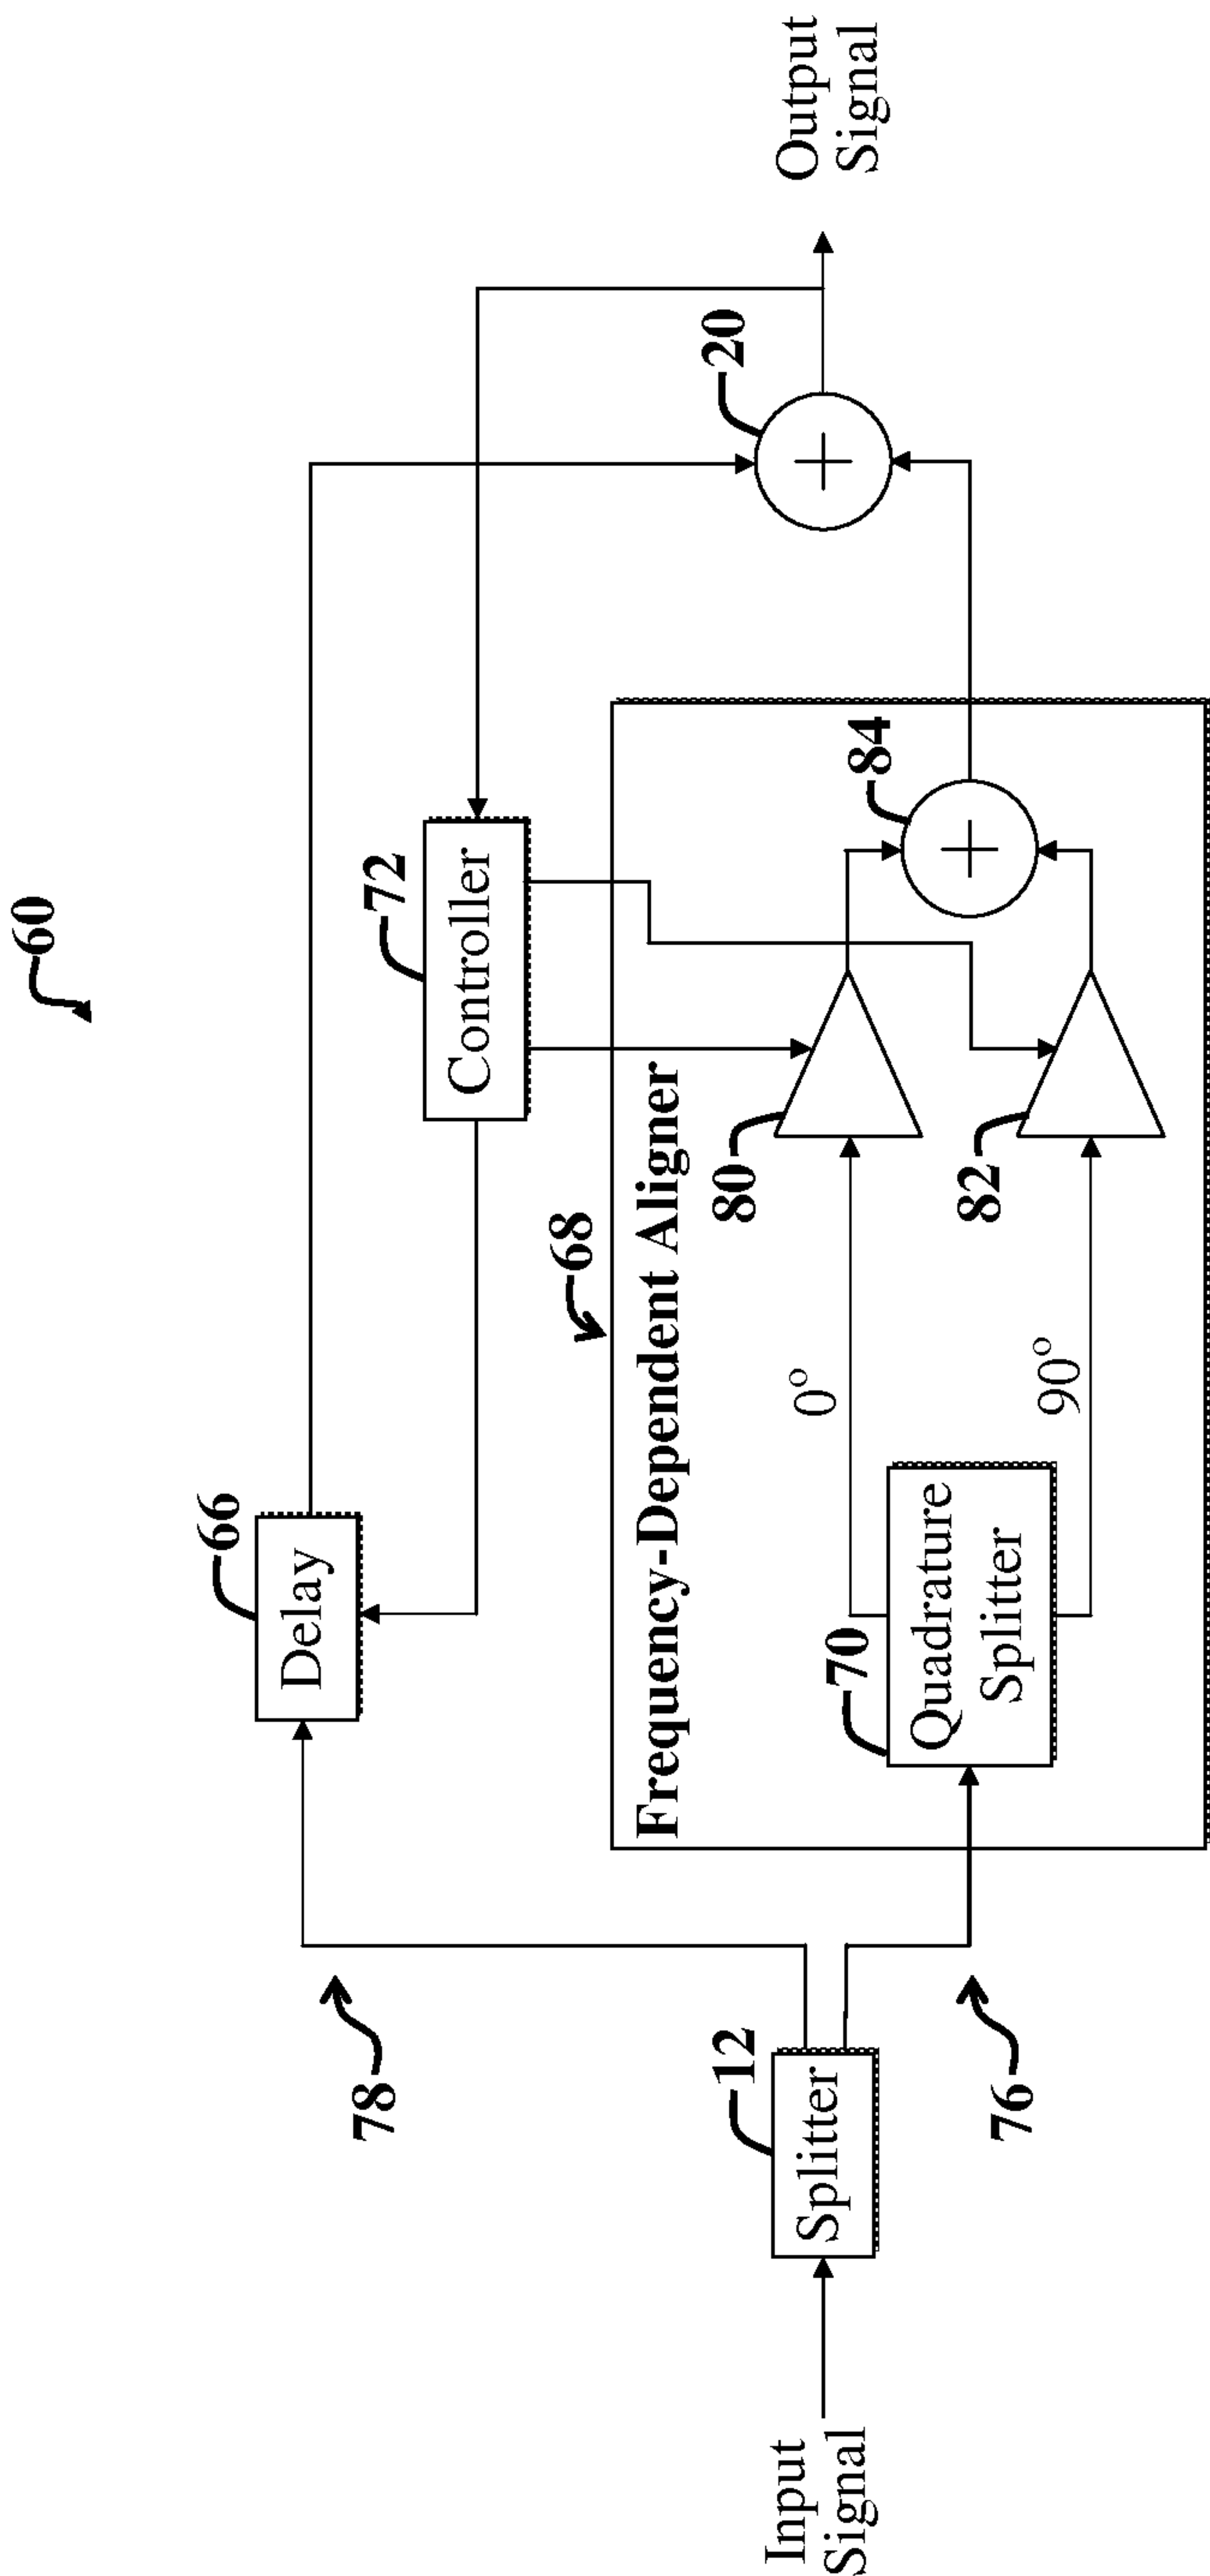 60
66
Delay
72
Controller
78
68
Frequency-Dependent Aligner
Input
Signal
12
Splitter
76
70
Quadrature
Splitter
0°
90°
80
82
84
20
Output
Signal